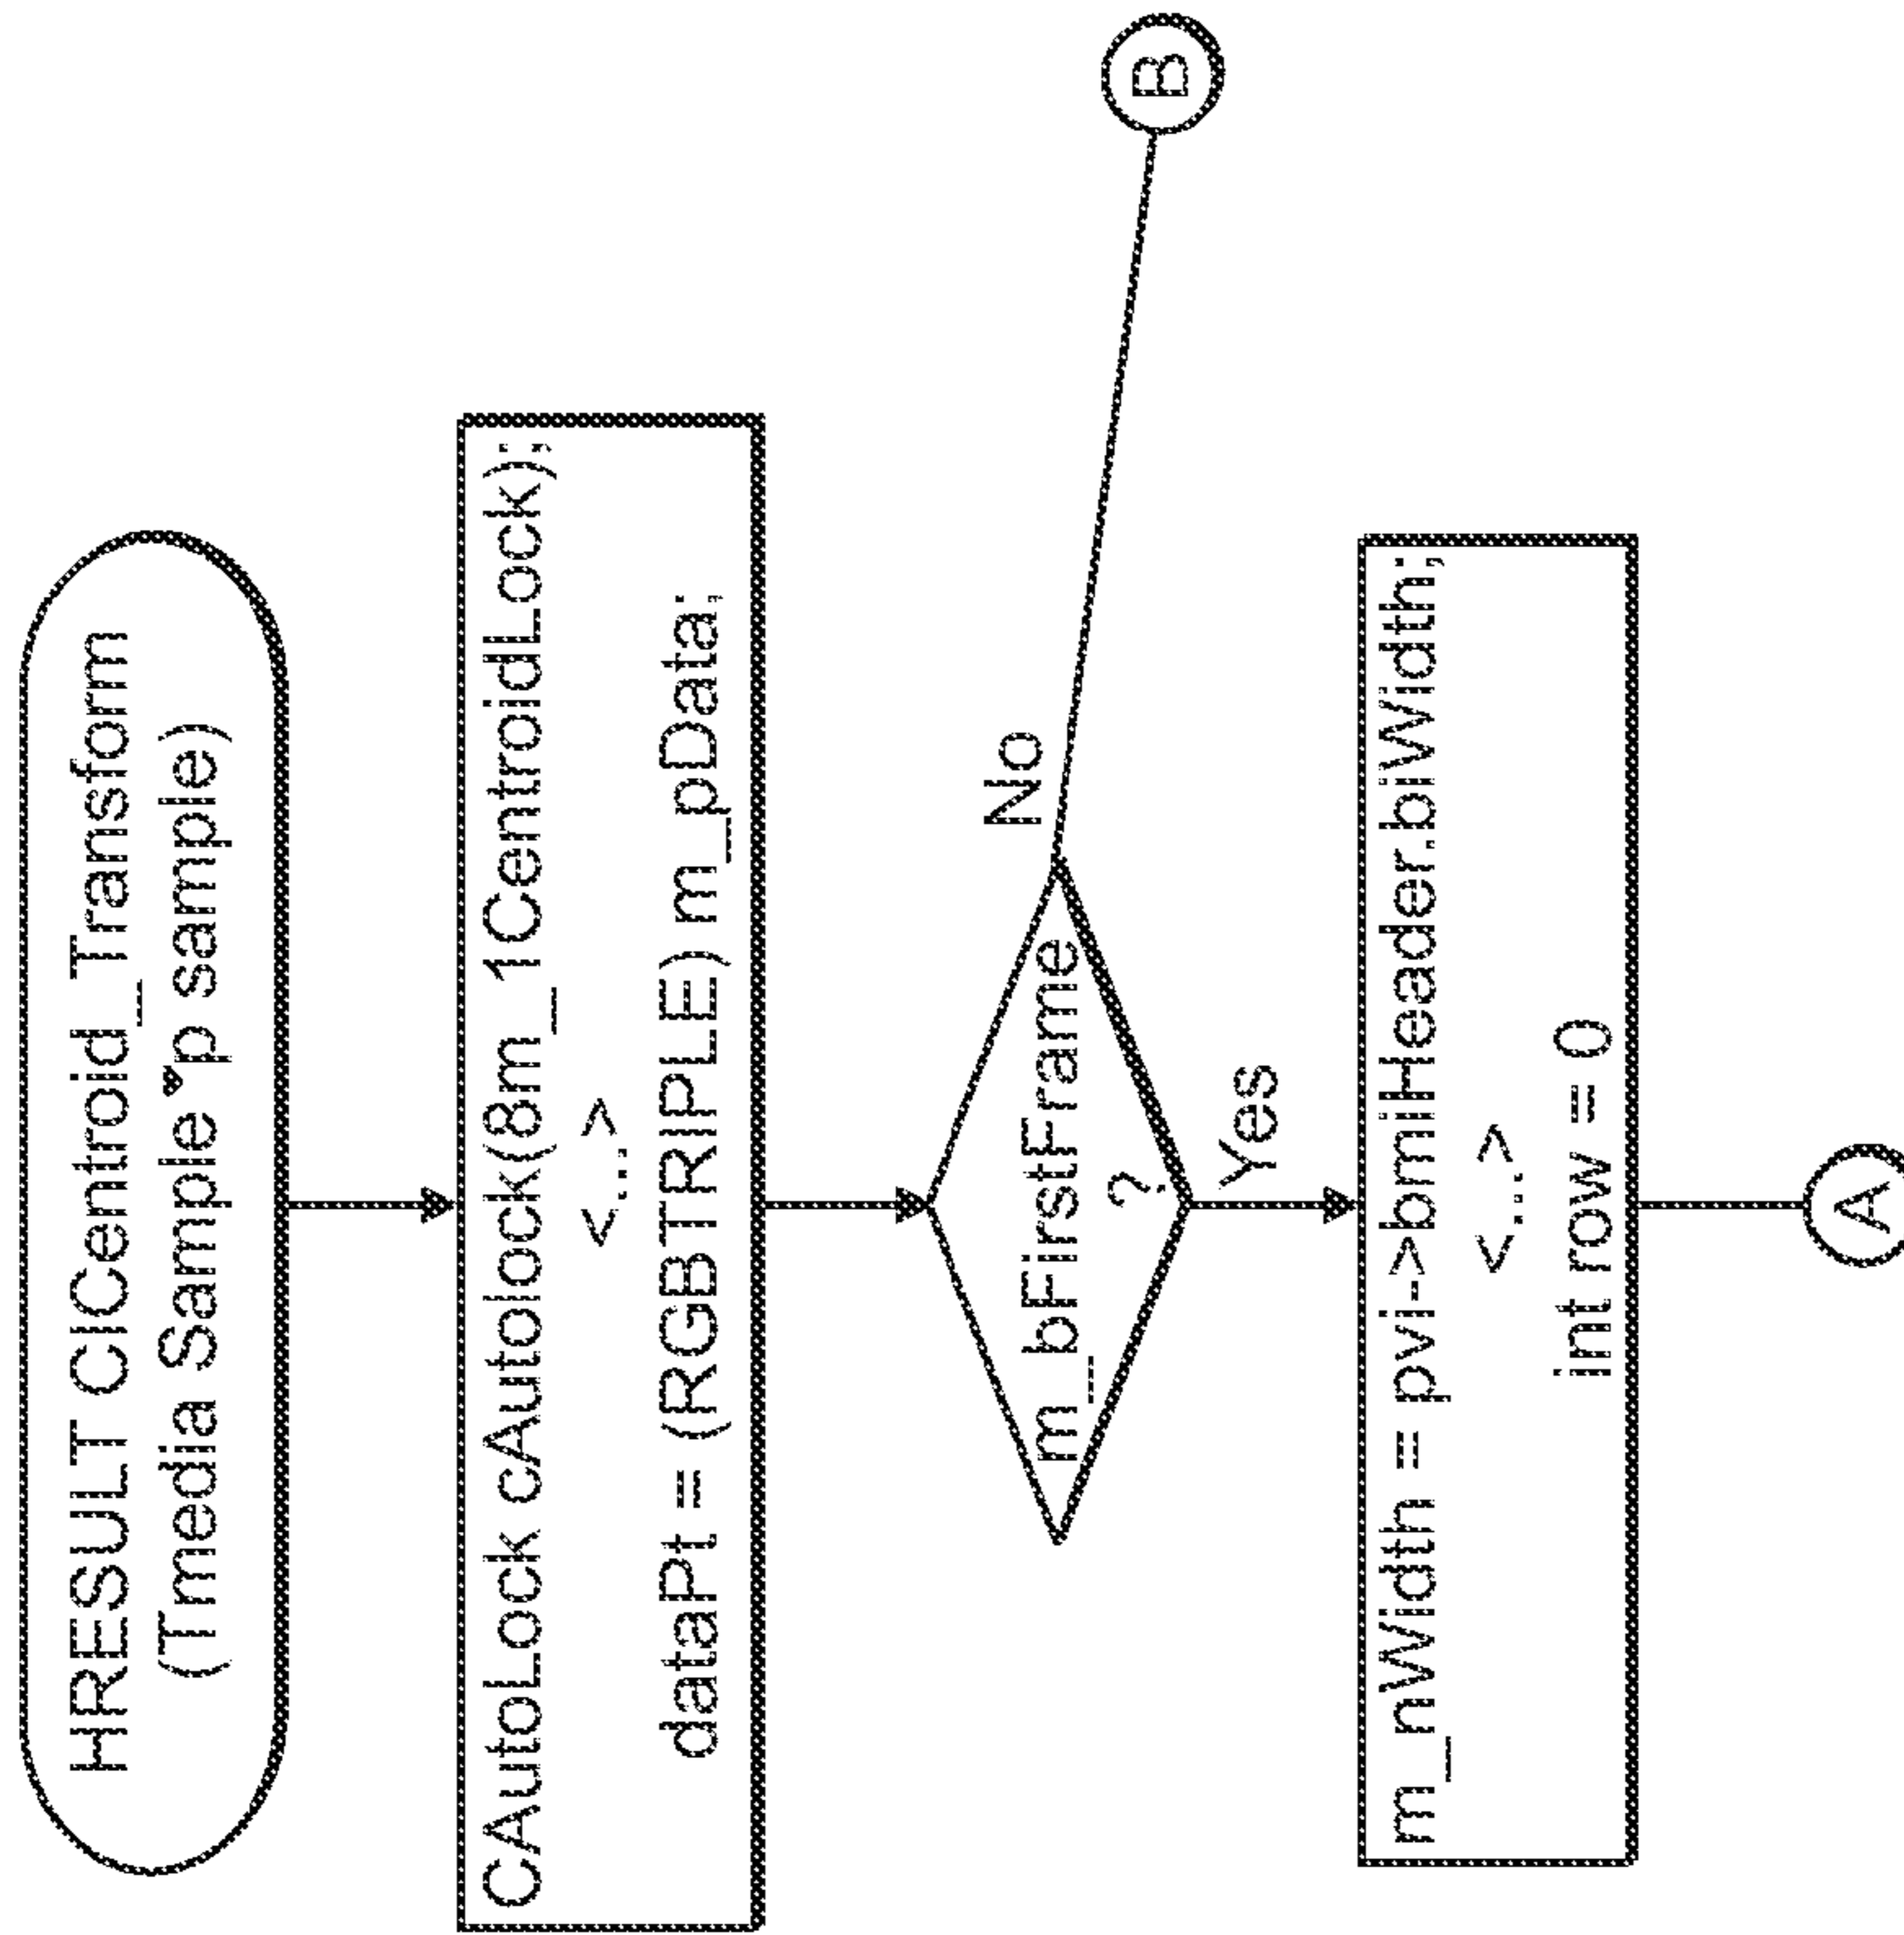 HRESULT CICentroid_Transform
(Tmedia Sample *p sample)
CAutoLock cAutolock(8m_1CentroidLock);
<...>
dataPt = (RGBTRIPLE) m_pData;
m_bFirstFrame
?
No
B
Yes
m_nWidth = pvi->bmiHeader.biWidth;
<...>
int row = 0
A